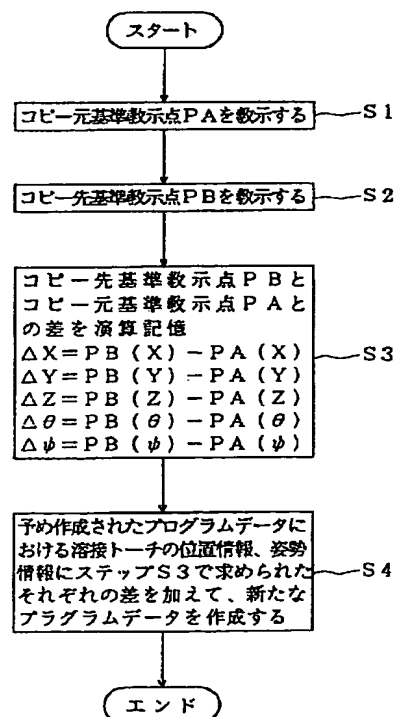 スタート
コピー元基準教示点PAを教示する
S1
コピー先基準教示点PBを教示する
S2
コピー先基準教示点PBと
コピー元基準教示点PAと
の差を演算記憶
ΔX=PB(X)-PA(X)
ΔY=PB(Y)-PA(Y)
ΔZ=PB(Z)-PA(Z)
Δθ=PB(θ)-PA(θ)
Δψ=PB(ψ)-PA(ψ)
S3
予め作成されたプログラムデータに
おける溶接トーチの位置情報、姿勢
情報にステップS3で求められた
それぞれの差を加えて、新たな
プラグラムデータを作成する
S4
エンド